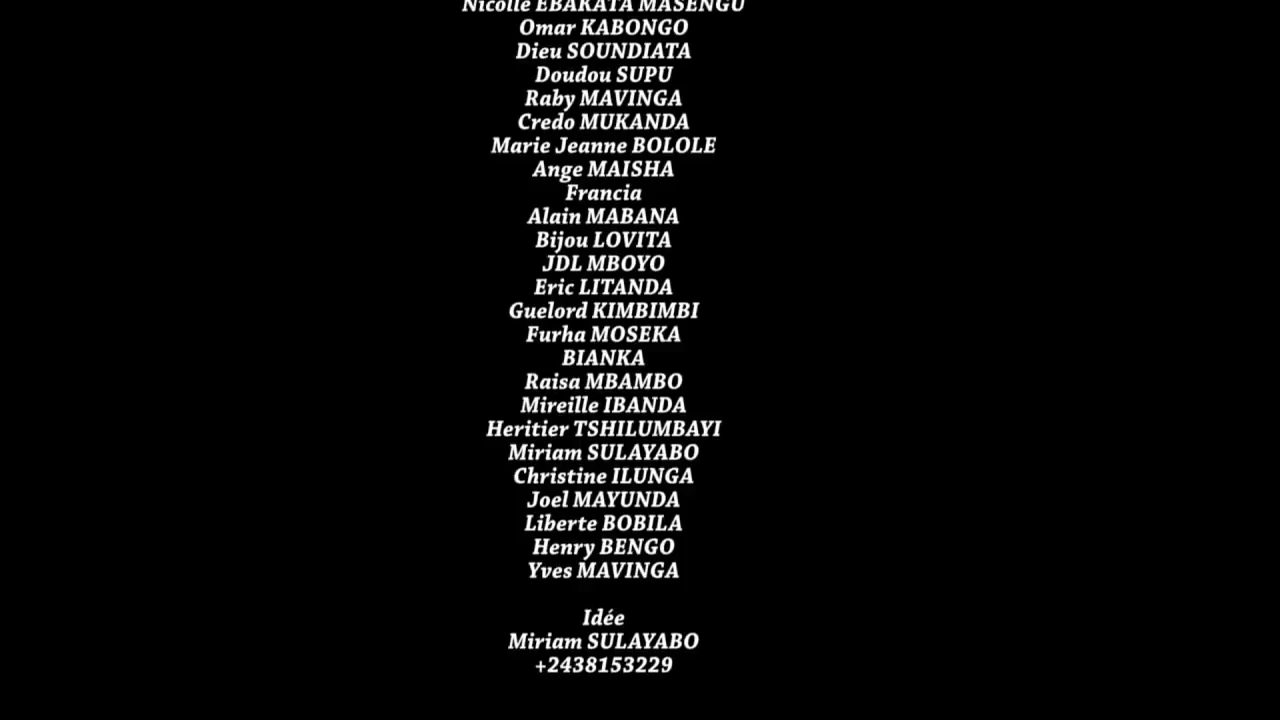 Nicolle EBAKATA MASENGU
Omar KABONGO
Dieu SOUNDIATA
Doudou SUPU
Raby MAVINGA
Credo MUKANDA
Marie Jeanne BOLOLE
Ange MAISHA
Francia
Alain MABANA
Bijou LOVITA
JDL MBOYO
Eric LITANDA
Guelord KIMBIMBI
Furha MOSEKA
BIANKA
Raisa MBAMBO
Mireille IBANDA
Heritier TSHILUMBAYI
Miriam SULAYABO
Christine ILUNGA
Joel MAYUNDA
Liberte BOBILA
Henry BENGO
Yves MAVINGA
Idée
Miriam SULAYABO
+2438153229